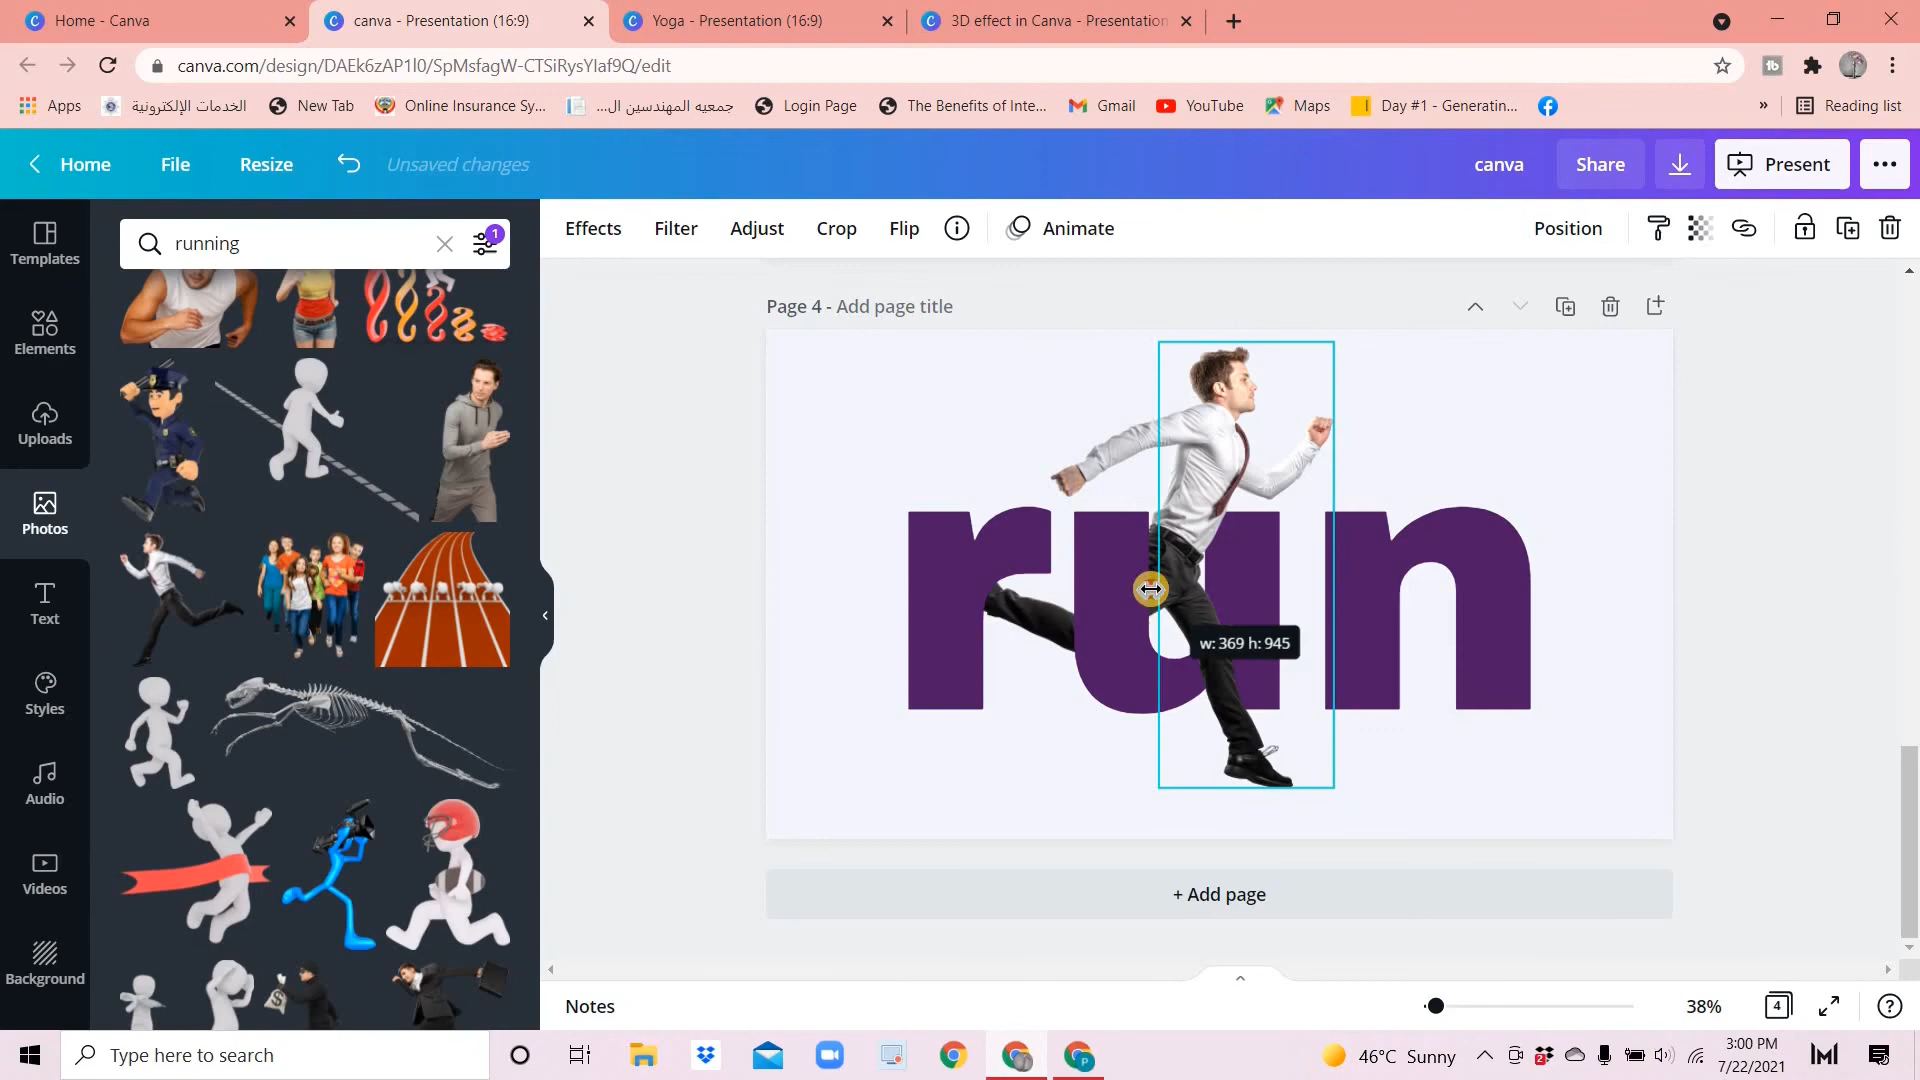 Home - Canva
canva - Presentation (16:9)
Yoga - Presentation (16:9)
3D effect in Canva - Presentation
canva.com/design/DAEk6zAP1l0/SpMsfagW-CTSiRysYIaf9Q/edit
Apps
الخدمات الإلكترونية
New Tab
Online Insurance Sy...
جمعيه المهندسين ال...
Login Page
The Benefits of Inte...
Gmail
YouTube
Maps
Day #1 - Generatin...
Reading list
Home
File
Resize
Unsaved changes
canva
Share
Present
Templates
Elements
Uploads
Photos
Text
Styles
Audio
Videos
Background
running
1
Effects
Filter
Adjust
Crop
Flip
Animate
Position
Page 4 - Add page title
run
w: 369 h: 945
+ Add page
Notes
38%
4
Type here to search
46°C Sunny
3:00 PM
7/22/2021